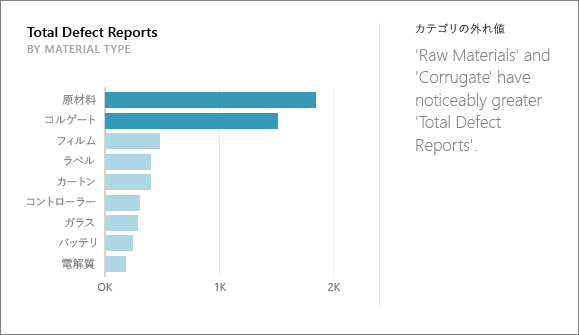 Total Defect Reports
BY MATERIAL TYPE
原材料
コルゲート
フィルム
ラベル
カートン
コントローラー
ガラス
バッテリ
電解質
0K
1K
2K
カテゴリの外れ値
'Raw Materials' and
'Corrugate' have
noticeably greater
'Total Defect
Reports'.